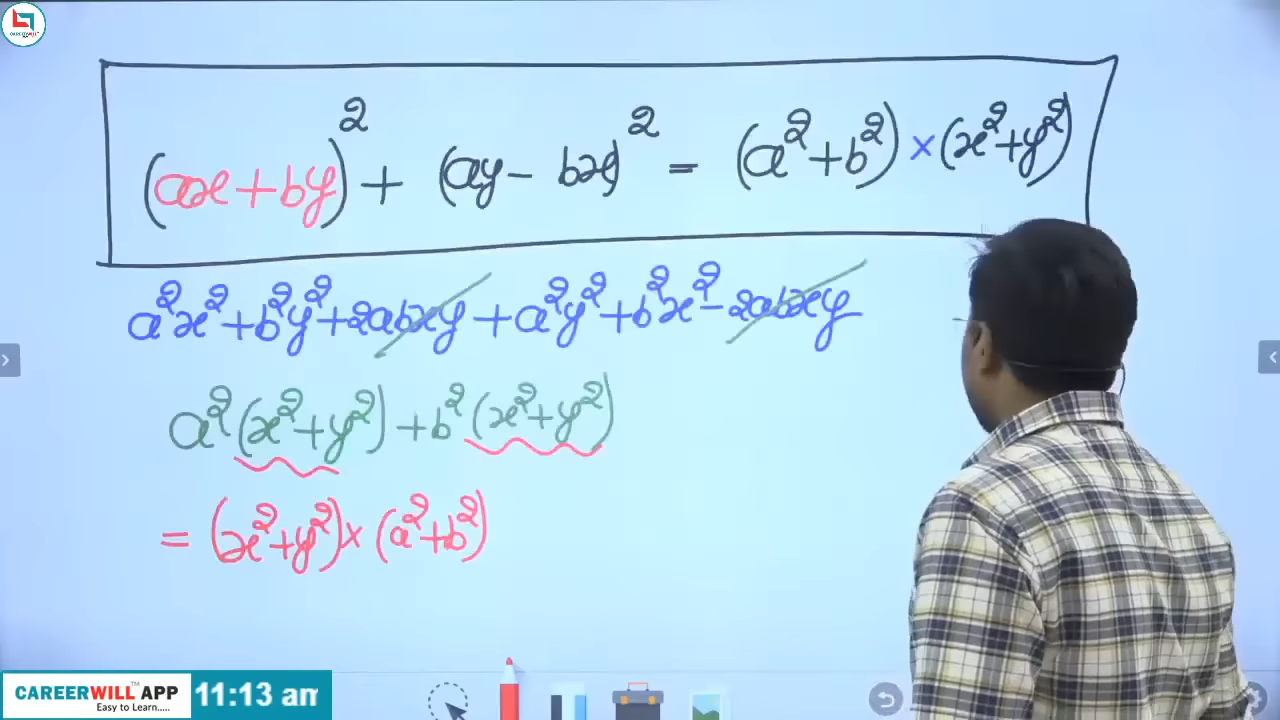 CAREERWILL
(ax+by)² + (ay- bx)² = (a²+b²) × (x²+y²)
a²x²+b²y²+2abxy + a²y²+b²x²-2abxy
a²(x²+y²) +b²(x²+y²)
= (x²+y²)× (a²+b²)
CAREERWILL™ APP
Easy to Learn.....
11:13 am